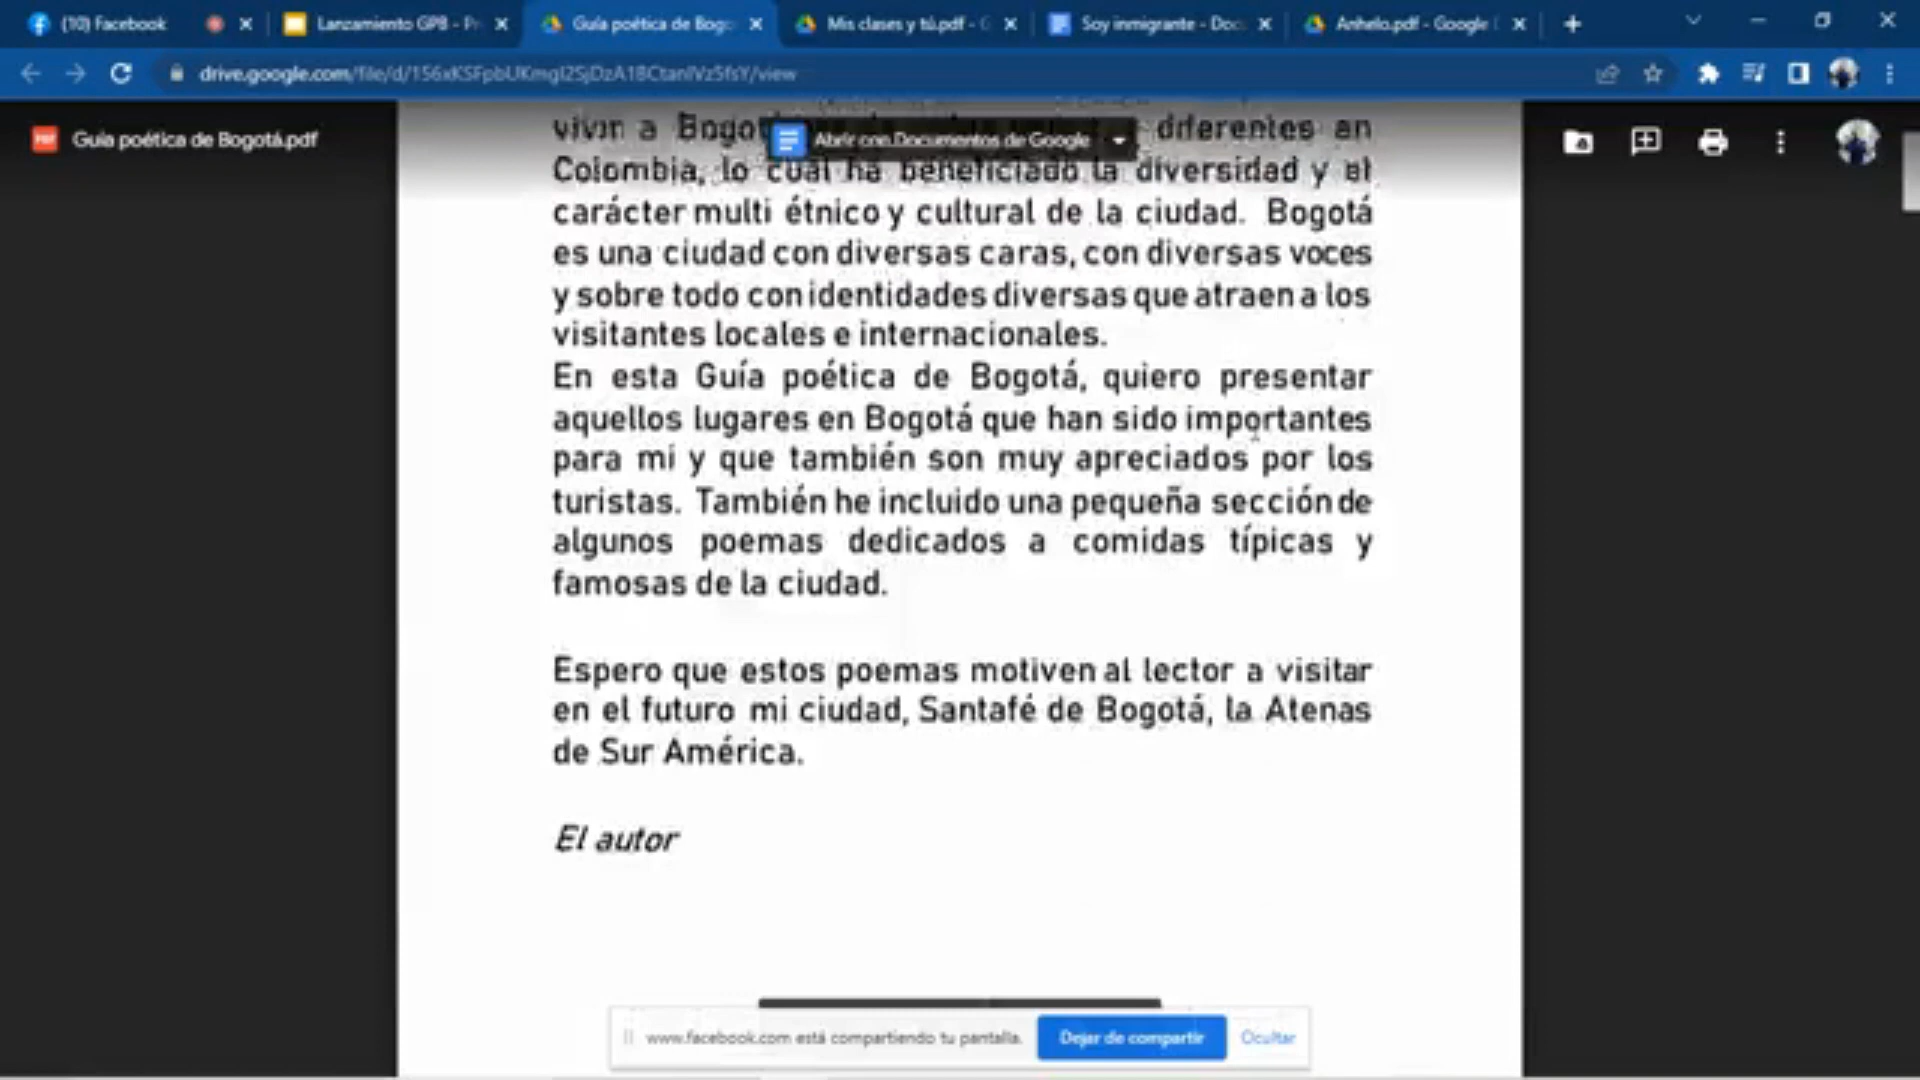 (10) Facebook
Lanzamiento GPB - Pr
Guía poética de Bogo
Mis clases y tú.pdf - G
Soy inmigrante - Doc
Anhelo.pdf - Google
drive.google.com
/view
Guía poética de Bogotá.pdf
Abrir con Documentos de Google
vivir a diferentes en
Colombia, lo cual ha beneficiado la diversidad y el
carácter multi étnico y cultural de la ciudad. Bogotá
es una ciudad con diversas caras, con diversas voces
y sobre todo con identidades diversas que atraen a los
visitantes locales e internacionales.
En esta Guía poética de Bogotá, quiero presentar
aquellos lugares en Bogotá que han sido importantes
para mi y que también son muy apreciados por los
turistas. También he incluido una pequeña sección de
algunos poemas dedicados a comidas típicas y
famosas de la ciudad.
Espero que estos poemas motiven al lector a visitar
en el futuro mi ciudad, Santafé de Bogotá, la Atenas
de Sur América.
El autor
www.facebook.com está compartiendo tu pantalla.
Dejar de compartir
Ocultar